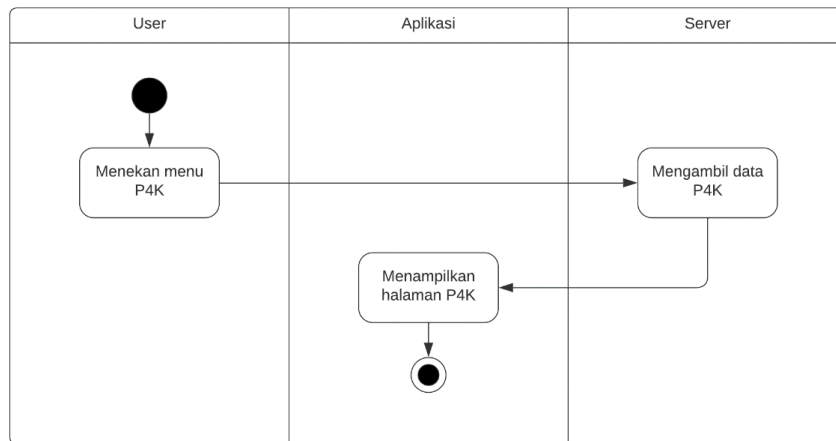 User
Aplikasi
Server
Menekan menu
P4K
Mengambil data
P4K
Menampilkan
halaman P4K